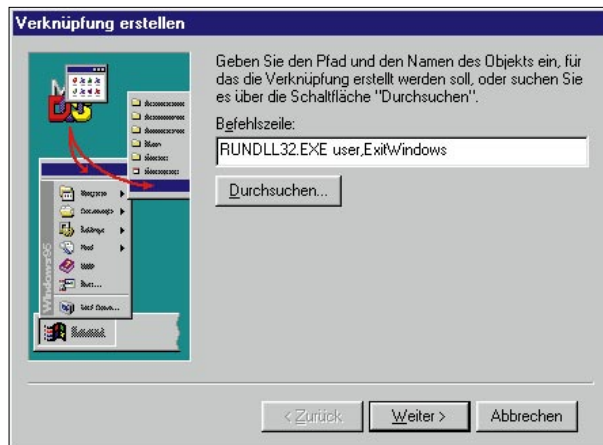 Verknüpfung erstellen
Geben Sie den Pfad und den Namen des Objekts ein, für
das die Verknüpfung erstellt werden soll, oder suchen Sie
es über die Schaltfläche "Durchsuchen".
Befehlszeile:
RUNDLL32.EXE user,ExitWindows
Durchsuchen...
Windows95
< Zurück
Weiter >
Abbrechen